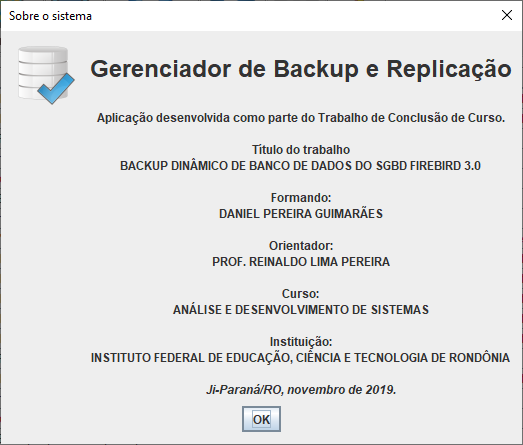 Sobre o sistema
Gerenciador de Backup e Replicação
Aplicação desenvolvida como parte do Trabalho de Conclusão de Curso.
Título do trabalho
BACKUP DINÂMICO DE BANCO DE DADOS DO SGBD FIREBIRD 3.0
Formando:
DANIEL PEREIRA GUIMARÃES
Orientador:
PROF. REINALDO LIMA PEREIRA
Curso:
ANÁLISE E DESENVOLVIMENTO DE SISTEMAS
Instituição:
INSTITUTO FEDERAL DE EDUCAÇÃO, CIÊNCIA E TECNOLOGIA DE RONDÔNIA
Ji-Paraná/RO, novembro de 2019.
OK